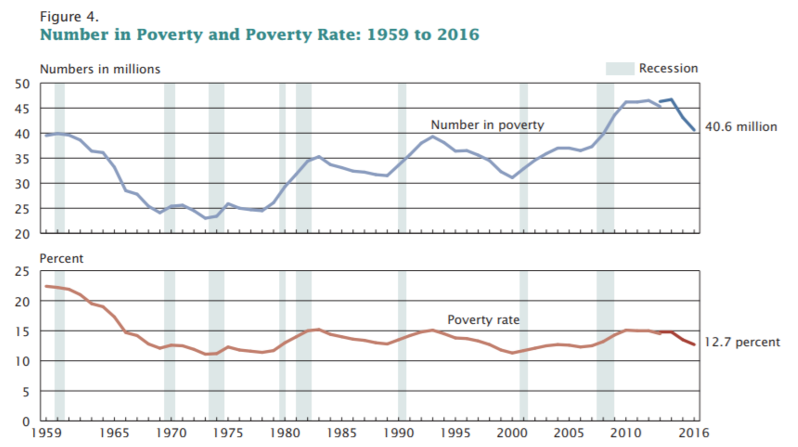 Figure 4.
Number in Poverty and Poverty Rate: 1959 to 2016
Numbers in millions
Recession
50
45
40
35
30
25
20
Number in poverty
40.6 million
Percent
25
20
15
10
5
0
Poverty rate
12.7 percent
1959 1965 1970 1975 1980 1985 1990 1995 2000 2005 2010 2016